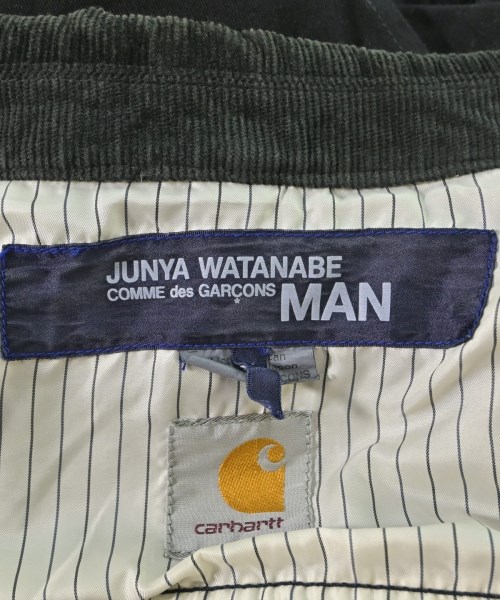 JUNYA WATANABE
COMME des GARÇONS MAN
carhartt